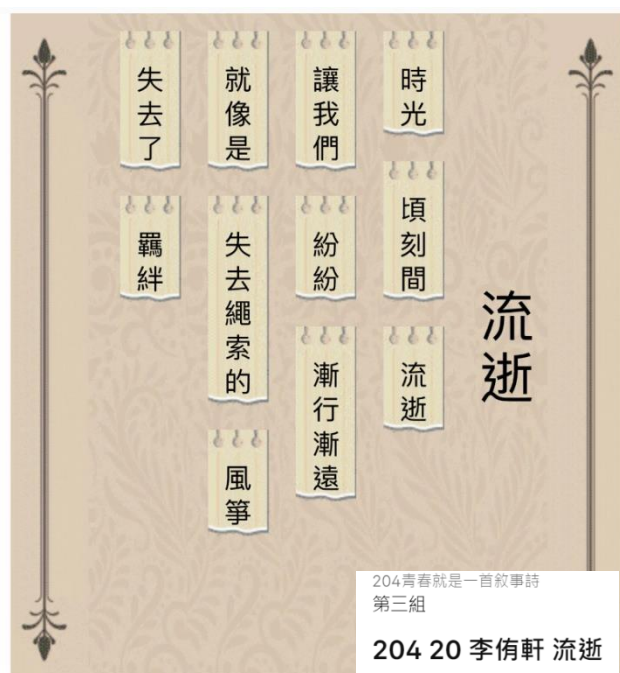 流逝
時光 頃刻間 流逝
讓我們 紛紛 漸行漸遠
就像是 失去繩索的 風箏
失去了 羈絆
204青春就是一首敘事詩
第三組
204 20 李侑軒 流逝